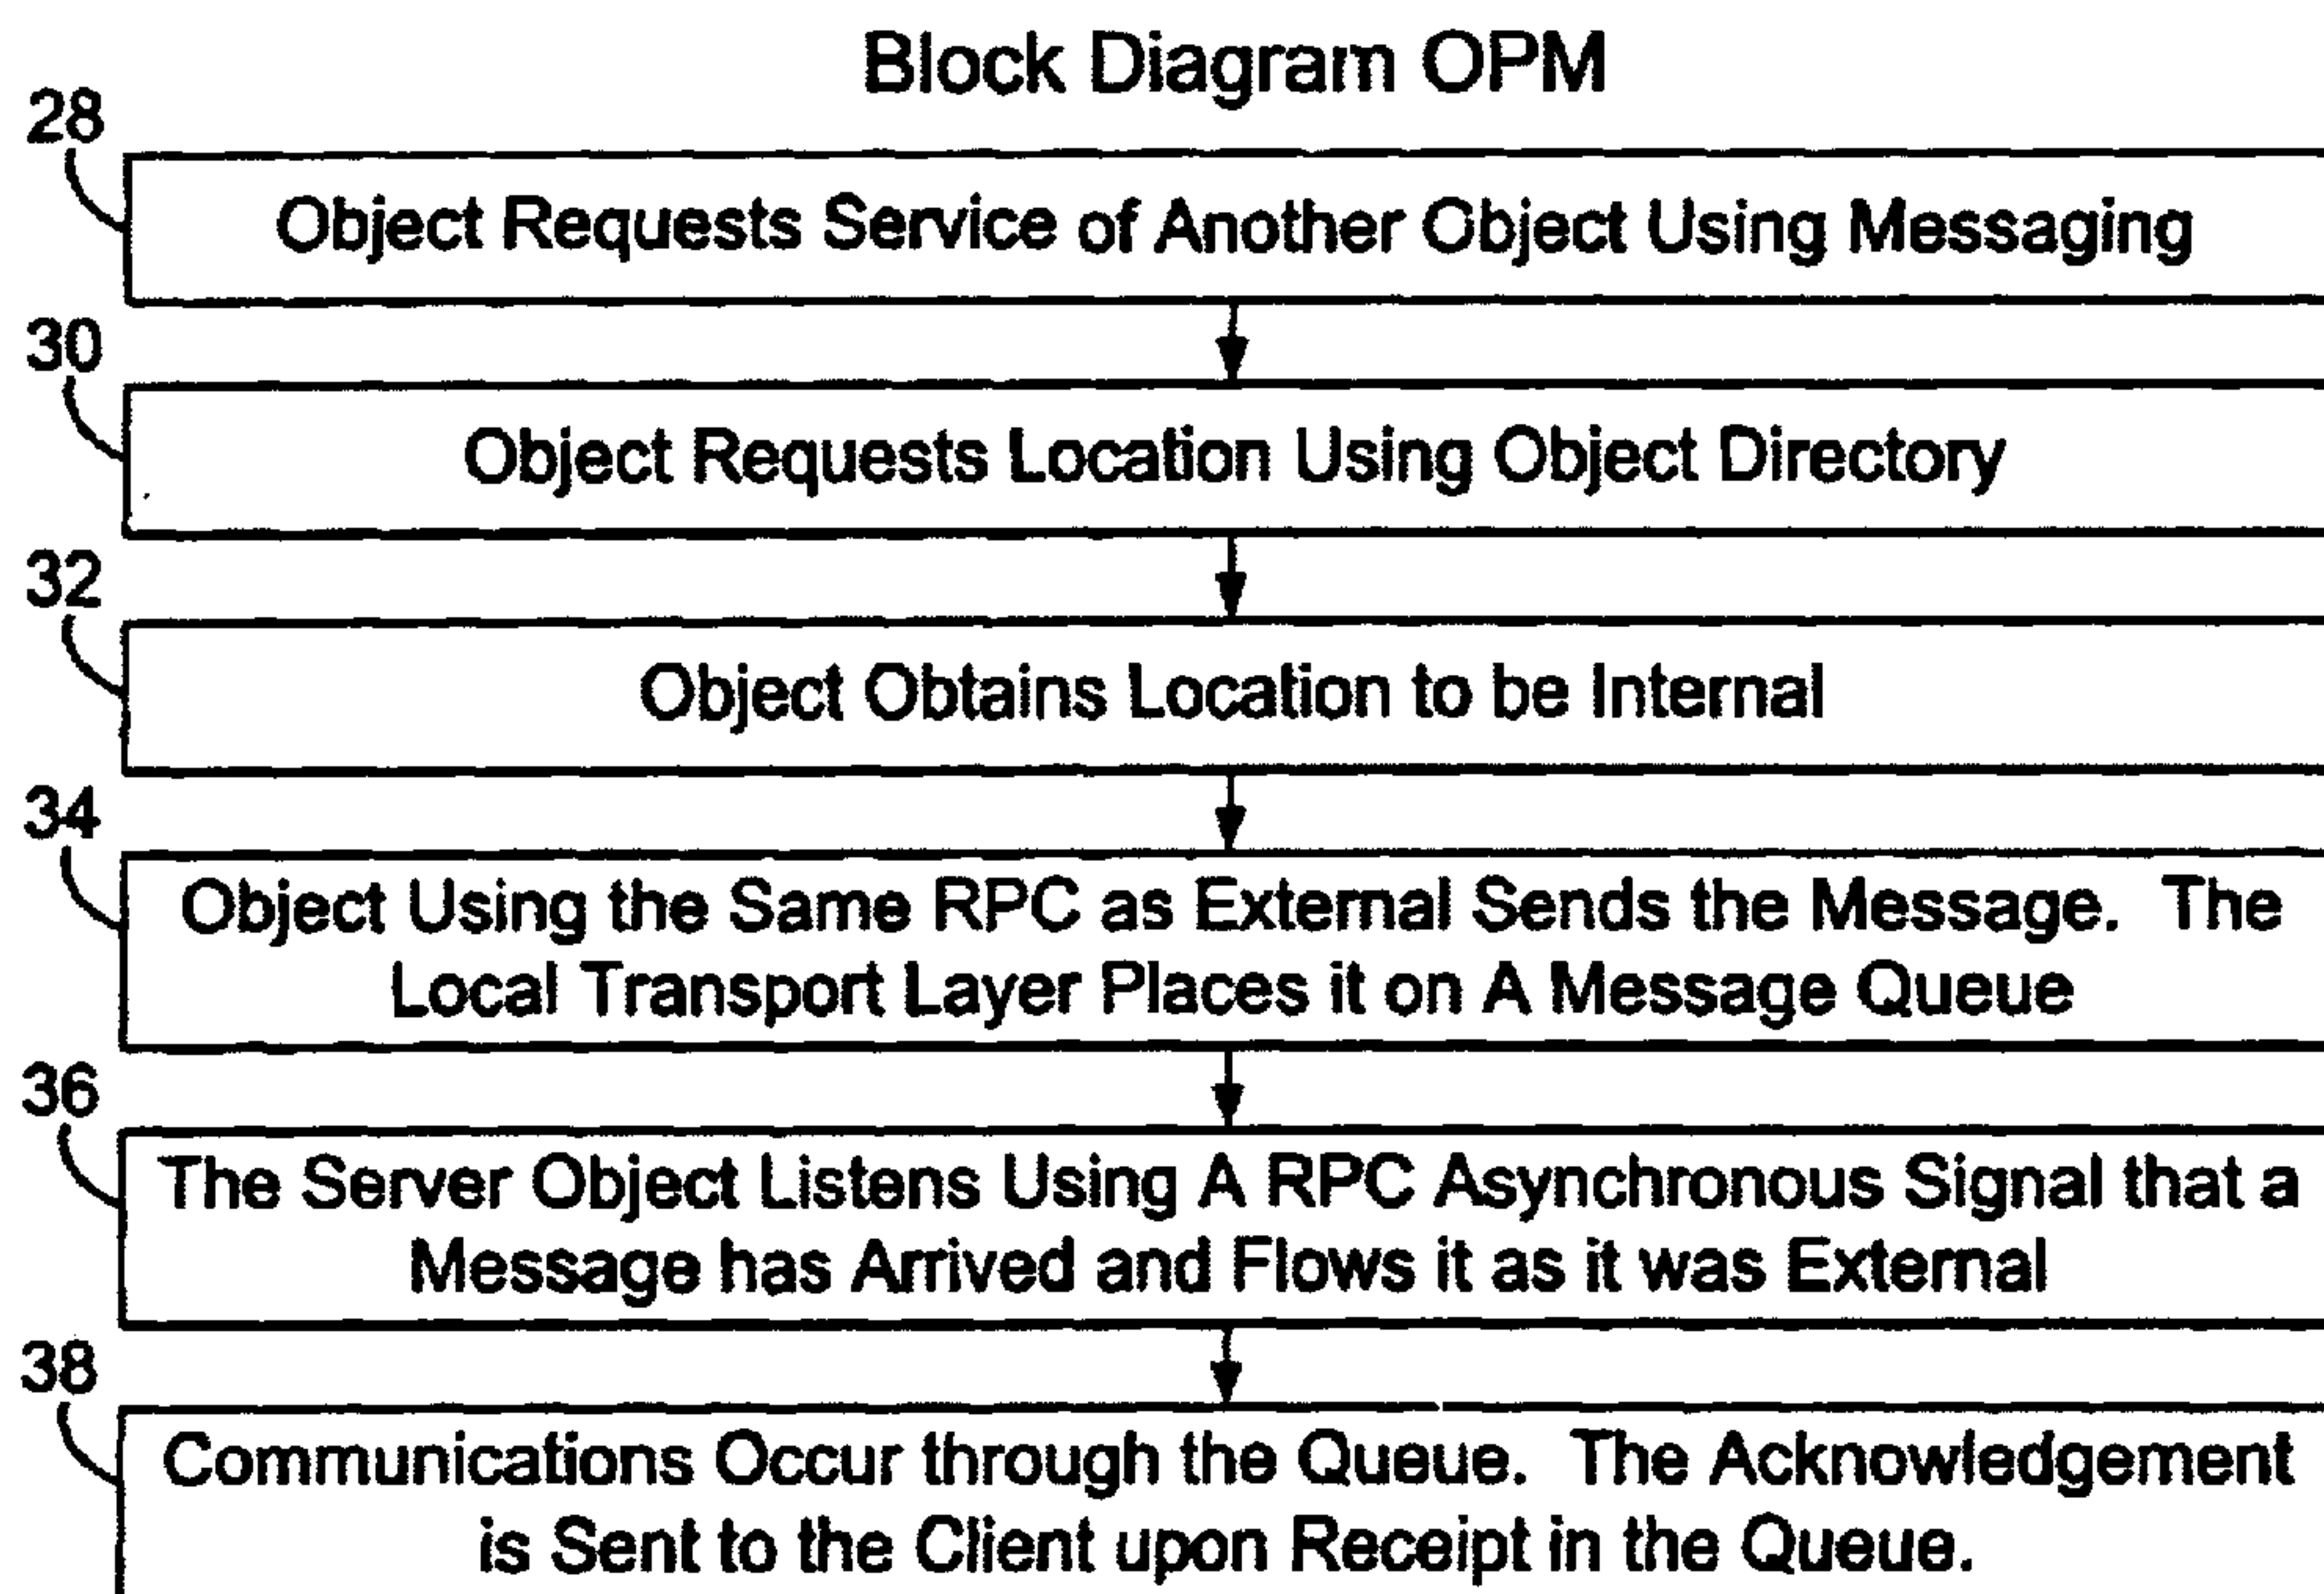 Block Diagram OPM
28
Object Requests Service of Another Object Using Messaging
30
Object Requests Location Using Object Directory
32
Object Obtains Location to be Internal
34
Object Using the Same RPC as External Sends the Message. The
Local Transport Layer Places it on A Message Queue
36
The Server Object Listens Using A RPC Asynchronous Signal that a
Message has Arrived and Flows it as it was External
38
Communications Occur through the Queue. The Acknowledgement
is Sent to the Client upon Receipt in the Queue.